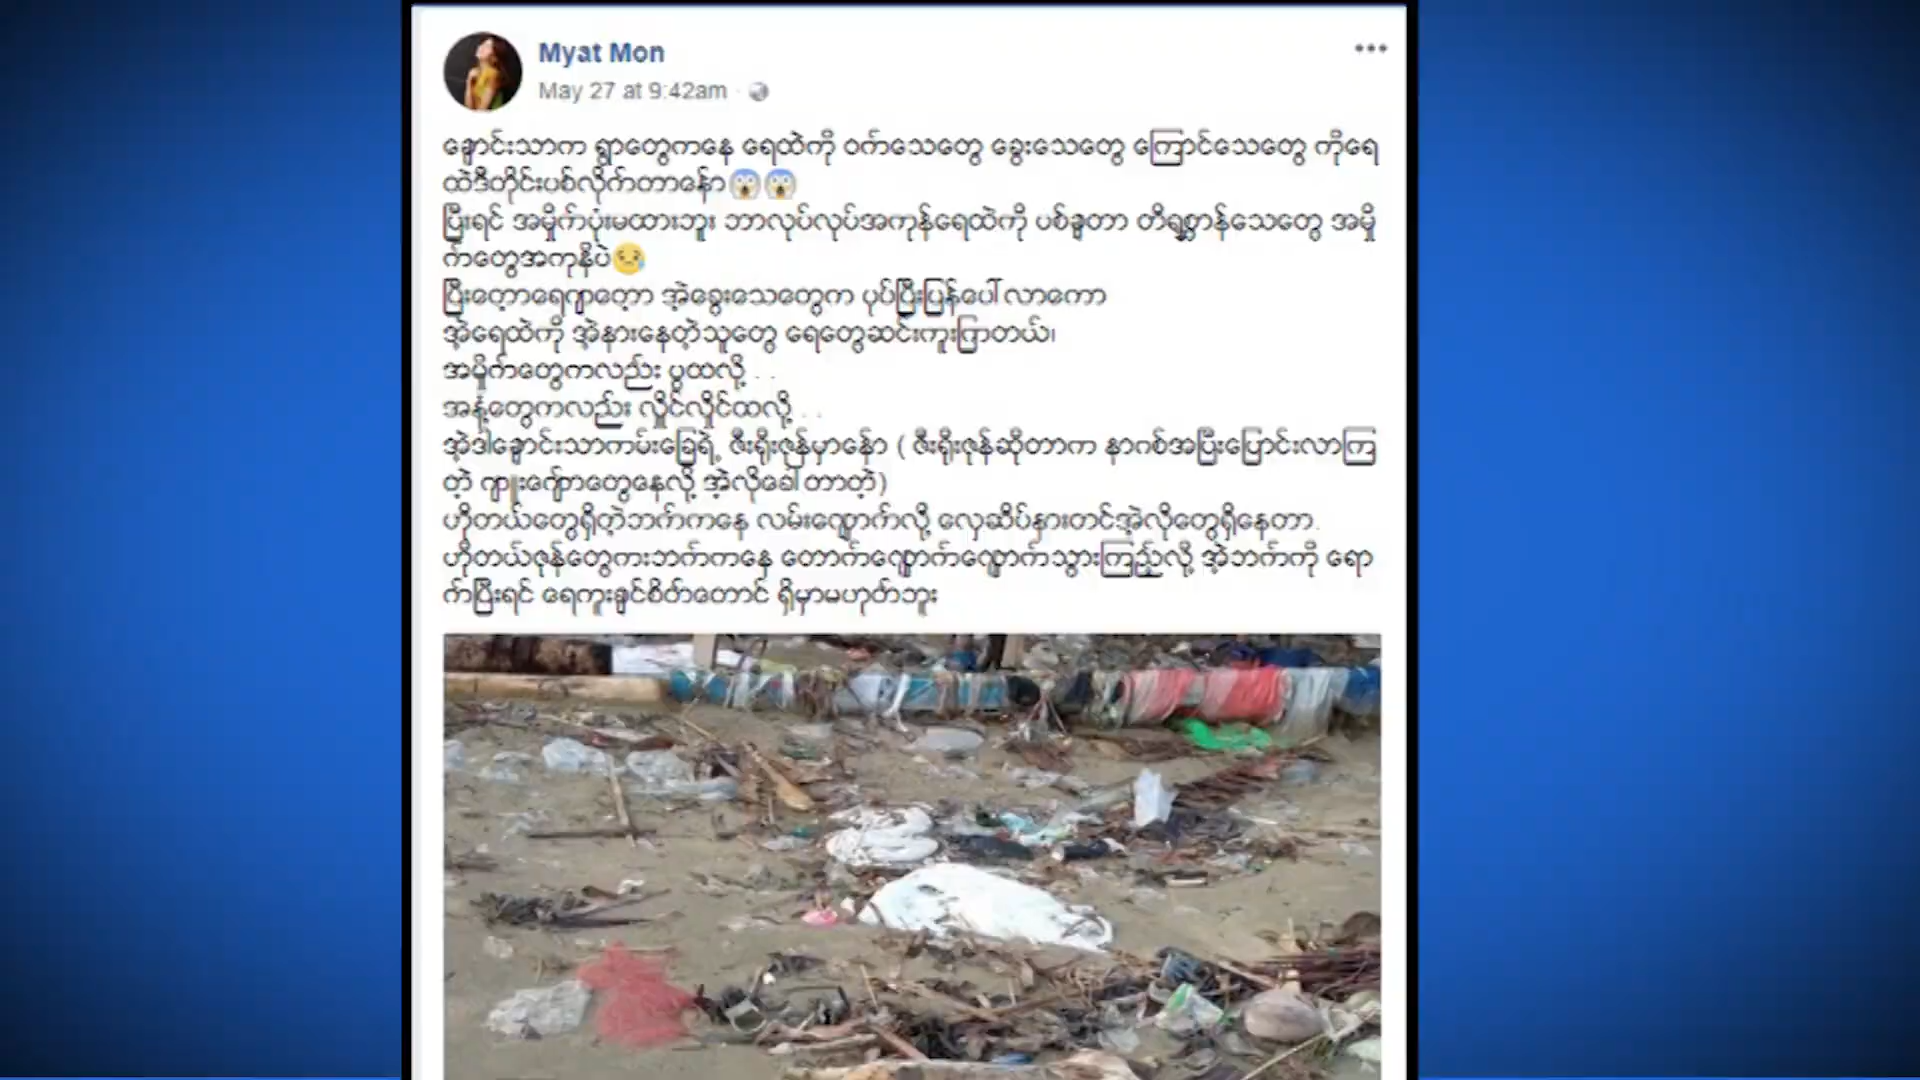 Myat Mon
May 27 at 9:42am
ချောင်းသာက ရွာတွေကနေ ရေထဲကို ဝက်သေတွေ ခွေးသေတွေ ကြောင်သေတွေ ကိုရေ
ထဲဒီတိုင်းပစ်လိုက်တာနော်😱😱
ပြီးရင် အမှိုက်ပုံးမထားဘူး ဘာလုပ်လုပ်အကုန်ရေထဲကို ပစ်ချတာ တိရစ္ဆာန်သေတွေ အမှို
က်တွေအကုန်ပဲ😢
ပြီးတော့ရေကျတော့ အဲ့ခွေးသေတွေက ပုပ်ပြီးပြန်ပေါ်လာကော
အဲ့ရေထဲကို အဲ့နားနေတဲ့သူတွေ ရေတွေဆင်းကူးကြတယ်၊
အမှိုက်တွေကလည်း ပွထလို့ . .
အနံ့တွေကလည်း လှိုင်လှိုင်ထလို့ . .
အဲ့ဒါချောင်းသာကမ်းခြေရဲ့ ဇီးရိုးဇုန်မှာနော် ( ဇီးရိုးဇုန်ဆိုတာက နာဂစ်အပြီးပြောင်းလာကြ
တဲ့ ကျူးကျော်တွေနေလို့ အဲ့လိုခေါ်တာတဲ့)
ဟိုတယ်တွေရှိတဲ့ဘက်ကနေ လမ်းလျှောက်လို့ လှေဆိပ်နားတင်အဲ့လိုတွေရှိနေတာ.
ဟိုတယ်ဇုန်တွေကးဘက်ကနေ တောက်လျှောက်လျှောက်သွားကြည့်လို့ အဲ့ဘက်ကို ရော
က်ပြီးရင် ရေကူးချင်စိတ်တောင် ရှိမှာမဟုတ်ဘူး